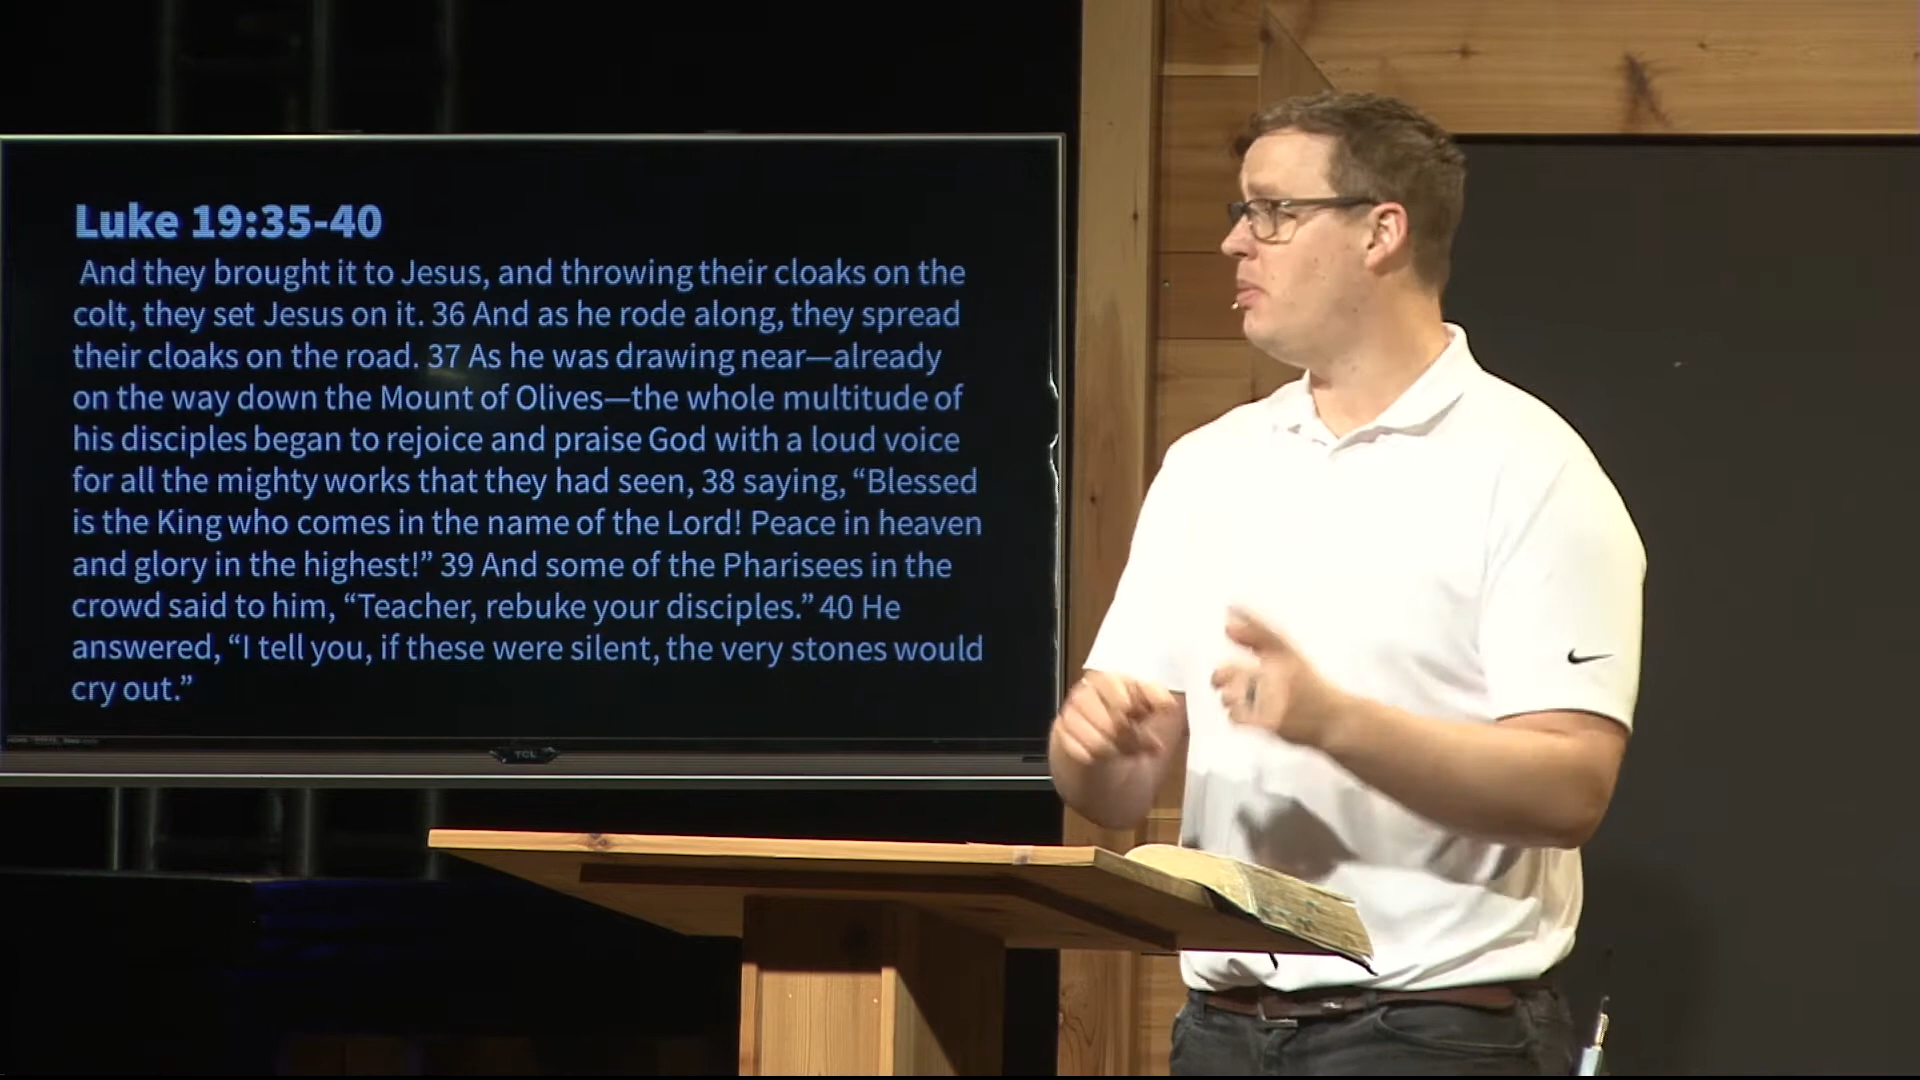 Luke 19:35-40
And they brought it to Jesus, and throwing their cloaks on the
colt, they set Jesus on it. 36 And as he rode along, they spread
their cloaks on the road. 37 As he was drawing near—already
on the way down the Mount of Olives—the whole multitude of
his disciples began to rejoice and praise God with a loud voice
for all the mighty works that they had seen, 38 saying, “Blessed
is the King who comes in the name of the Lord! Peace in heaven
and glory in the highest!” 39 And some of the Pharisees in the
crowd said to him, “Teacher, rebuke your disciples.” 40 He
answered, “I tell you, if these were silent, the very stones would
cry out.”
TCL